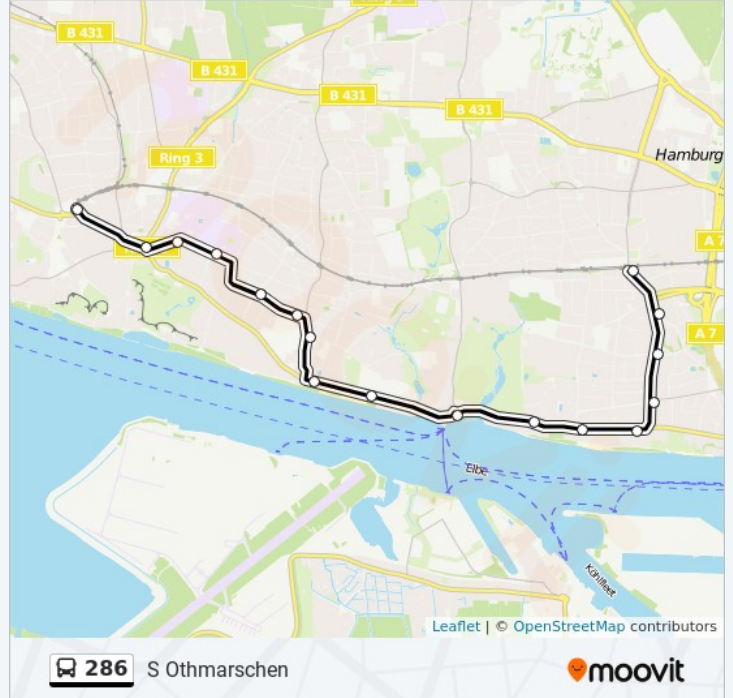 B 431
B 431
B 431
B 431
Ring 3
Hamburg
A 7
A 7
Elbe
Köhlfleet
Leaflet | © OpenStreetMap contributors
286 S Othmarschen
moovit